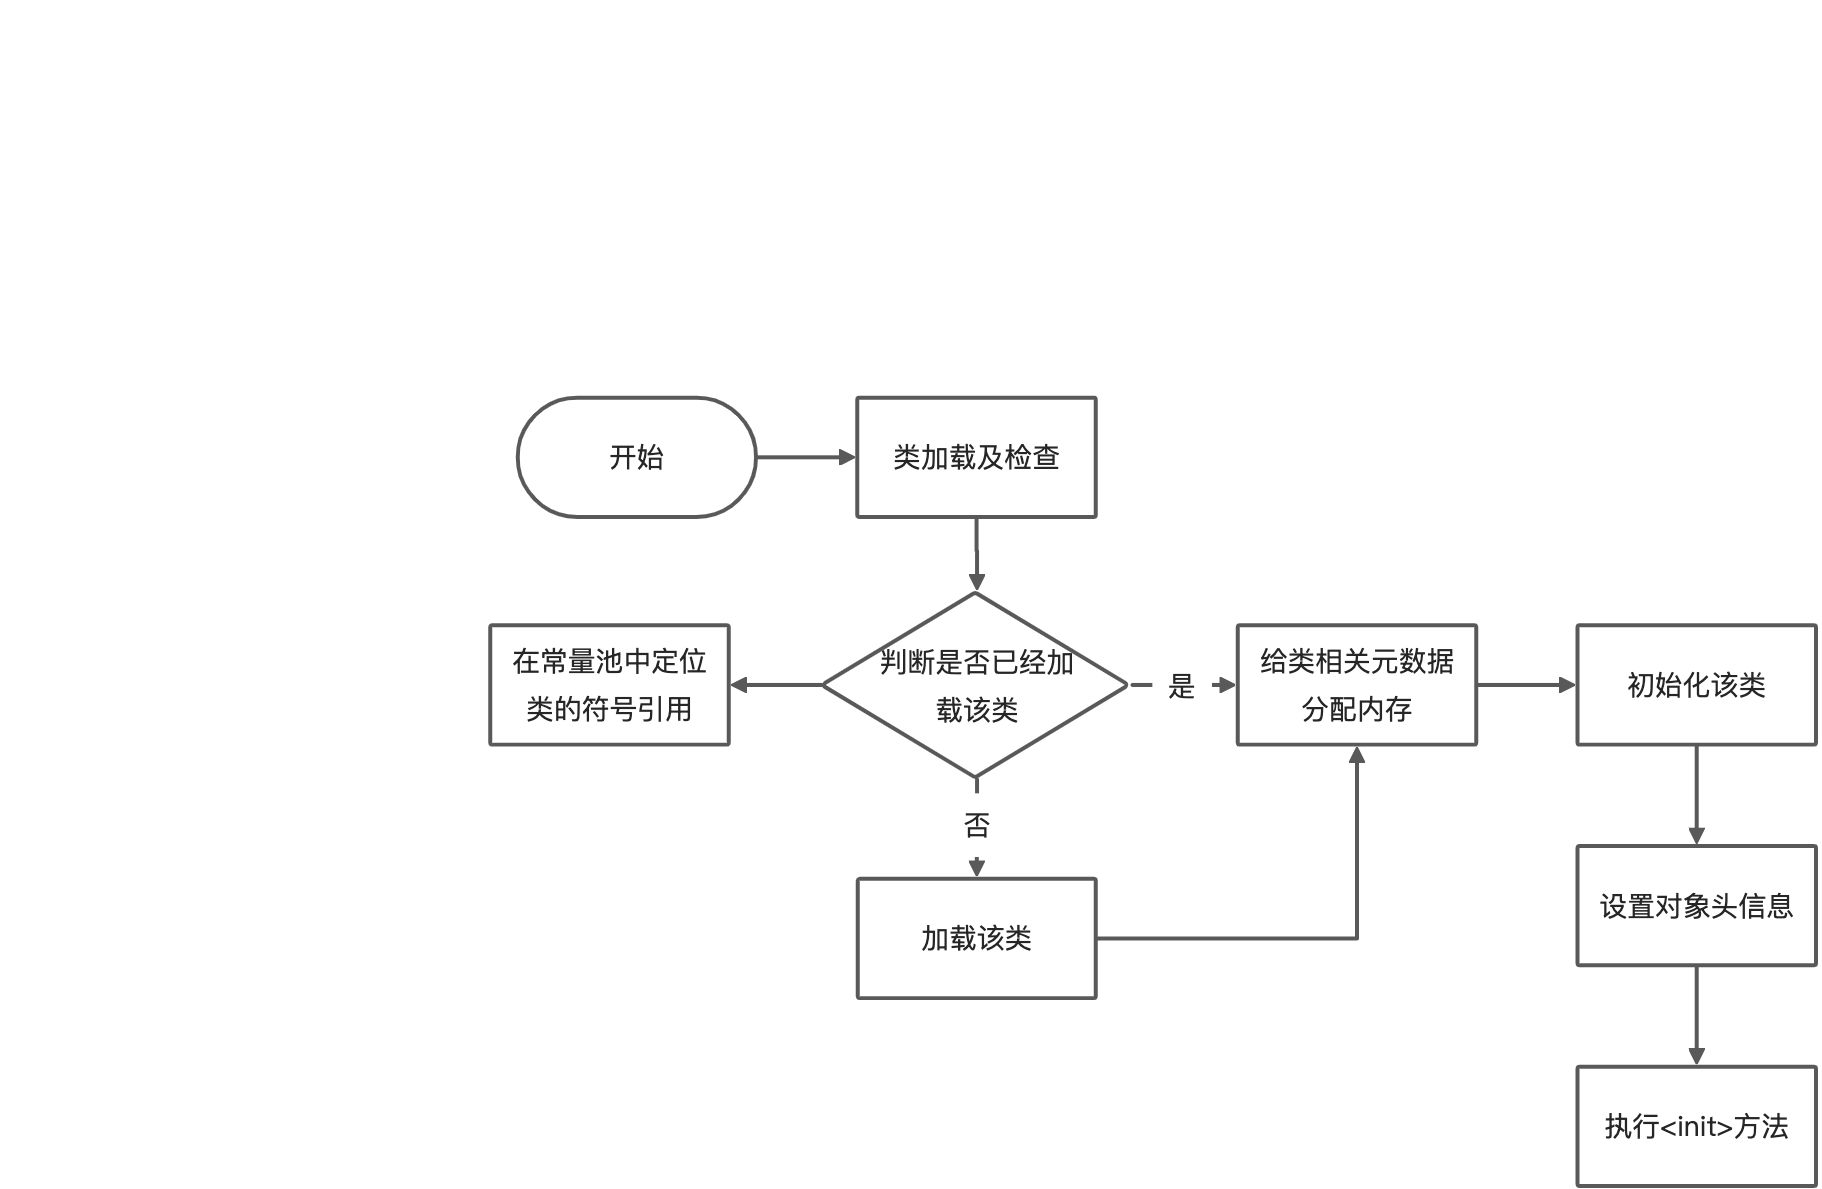 开始
类加载及检查
在常量池中定位
类的符号引用
判断是否已经加
载该类
是
给类相关元数据
分配内存
初始化该类
否
加载该类
设置对象头信息
执行<init>方法